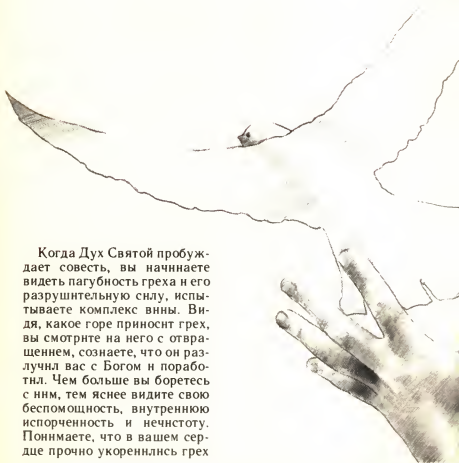 Когда Дух Святой пробуж-
дает совесть, вы начинаете
видеть пагубность греха и его
разрушительную силу, испы-
тываете комплекс вины. Ви-
дя, какое горе приносит грех,
вы смотрите на него с отвра-
щением, сознаете, что он раз-
лучил вас с Богом и порабо-
тил. Чем больше вы боретесь
с ним, тем яснее видите свою
беспомощность, внутреннюю
испорченность и нечистоту.
Понимаете, что в вашем сер-
дце прочно укоренились грех